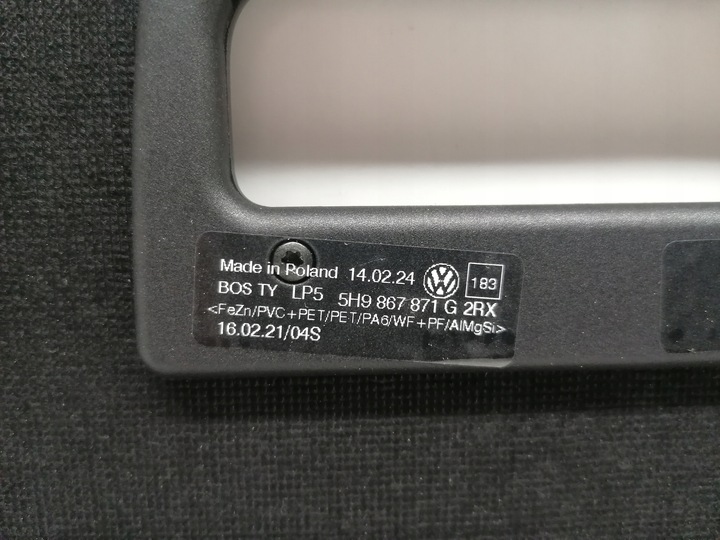 Made in Poland 14.02.24 VW 183
BOS TY LP5 5H9 867 871 G 2RX
<FeZn/PVC+PET/PET/PA6/WF+PF/AlMgSi>
16.02.21/04S